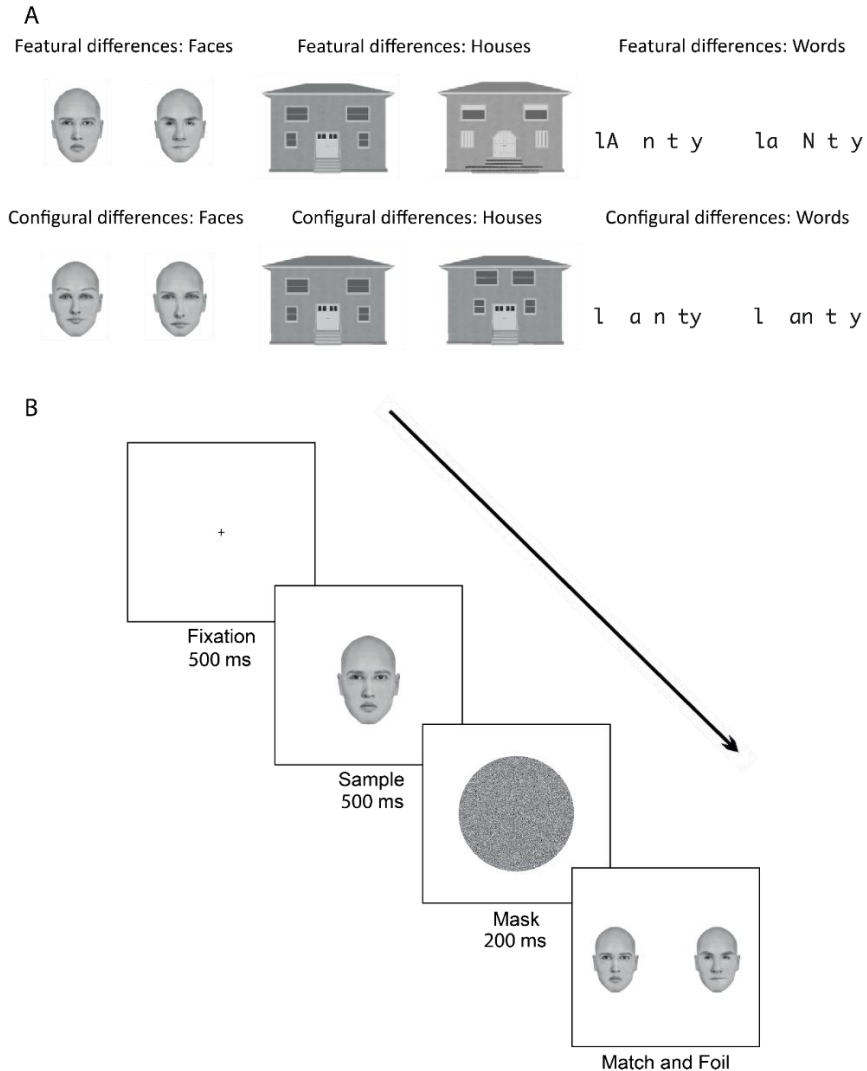 A
Featural differences: Faces Featural differences: Houses Featural differences: Words
lA n t y la N t y
Configural differences: Faces Configural differences: Houses Configural differences: Words
l a n ty l an t y
B
+
Fixation
500 ms
Sample
500 ms
Mask
200 ms
Match and Foil